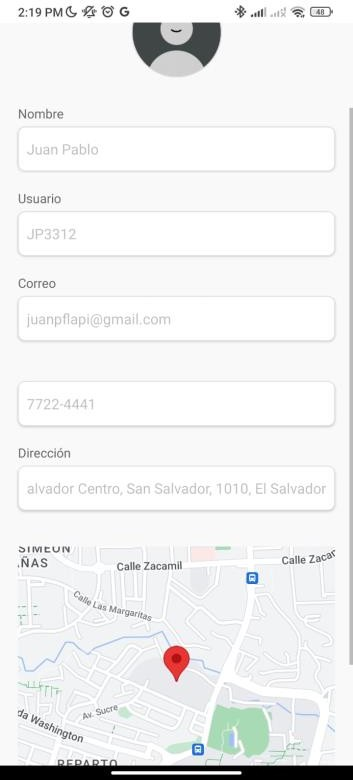 2:19 PM
48
Nombre
Juan Pablo
Usuario
JP3312
Correo
juanpflapi@gmail.com
7722-4441
Dirección
alvador Centro, San Salvador, 1010, El Salvador
SIMEÓN
ÑAS
Calle Zacamil
Calle Zacar
Calle Las Margaritas
Av. Sucre
da Washington
REPARTO